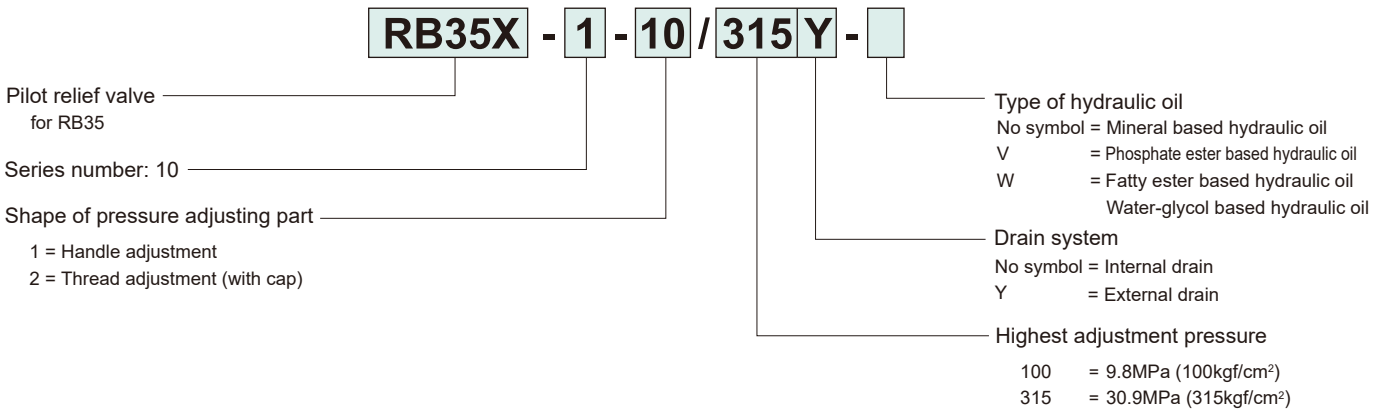 RB35X - 1 - 10 / 315 Y -
Pilot relief valve
for RB35
Series number: 10
Shape of pressure adjusting part
1 = Handle adjustment
2 = Thread adjustment (with cap)
Type of hydraulic oil
No symbol = Mineral based hydraulic oil
V = Phosphate ester based hydraulic oil
W = Fatty ester based hydraulic oil
Water-glycol based hydraulic oil
Drain system
No symbol = Internal drain
Y = External drain
Highest adjustment pressure
100 = 9.8MPa (100kgf/cm²)
315 = 30.9MPa (315kgf/cm²)